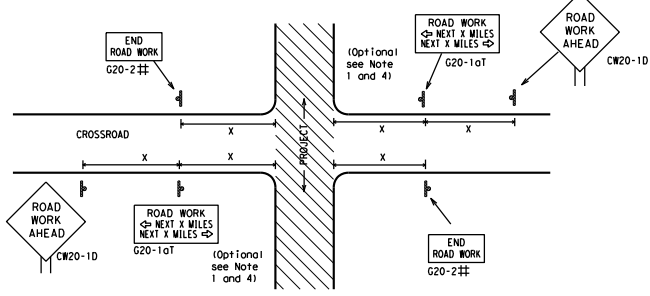 END
ROAD WORK
G20-2⌗
ROAD WORK
⇦ NEXT X MILES
NEXT X MILES ⇨
G20-1aT
(Optional
see Note
1 and 4)
ROAD
WORK
AHEAD
CW20-1D
X
X
X
CROSSROAD
PROJECT
X
X
X
ROAD
WORK
AHEAD
CW20-1D
ROAD WORK
⇦ NEXT X MILES
NEXT X MILES ⇨
G20-1aT
(Optional
see Note
1 and 4)
END
ROAD WORK
G20-2⌗